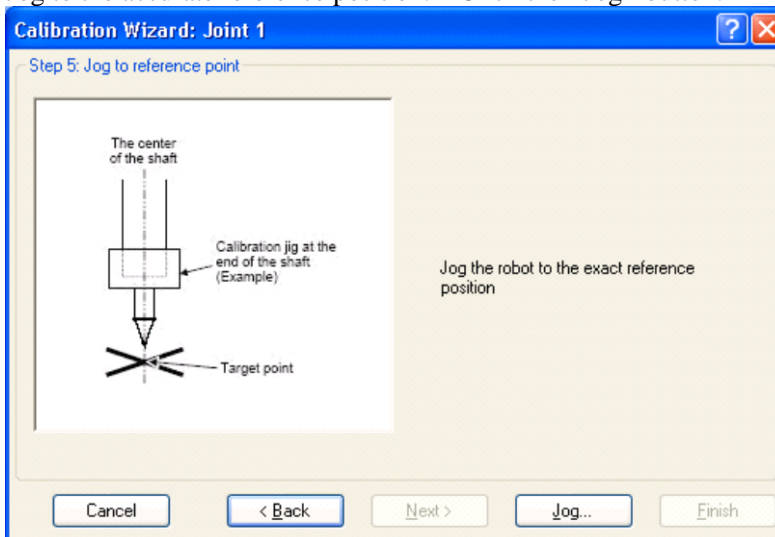 Calibration Wizard: Joint 1
Step 5: Jog to reference point
The center
of the shaft
Calibration jig at the
end of the shaft
(Example)
Target point
Jog the robot to the exact reference
position
Cancel
< Back
Next >
Jog...
Finish